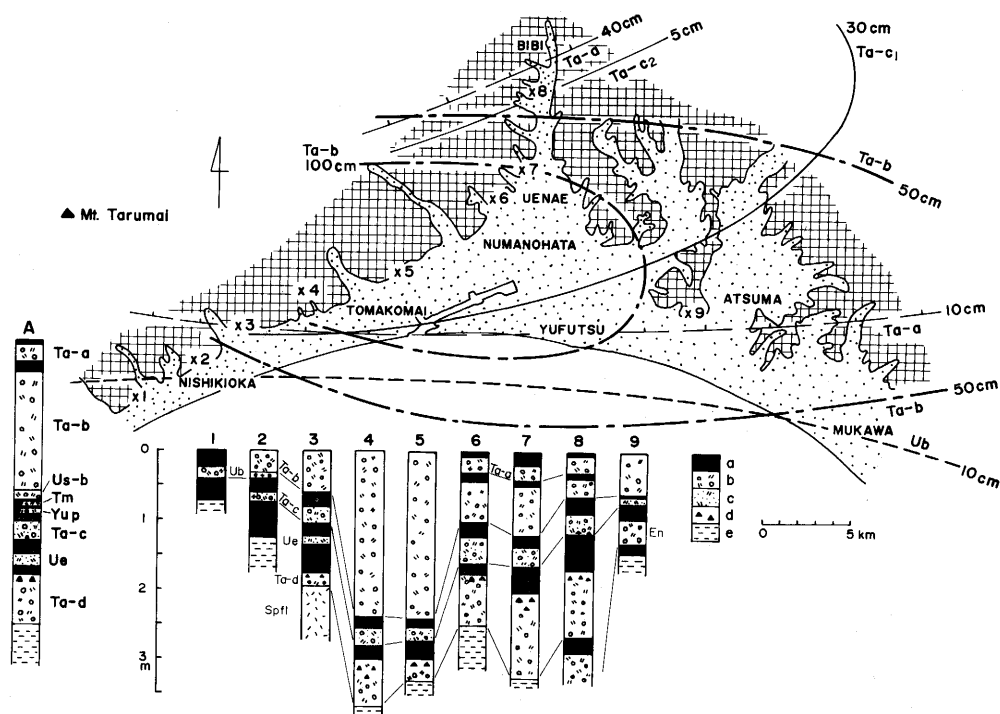 BIBI
40cm
Ta-a
5cm
Ta-c2
30cm
Ta-c1
x8
Ta-b
100cm
x7
Ta-b
50cm
x6
UENAE
▲ Mt. Tarumai
NUMANOHATA
x5
x4
TOMAKOMAI
ATSUMA
x9
10cm
Ta-a
x3
YUFUTSU
x2
NISHIKIOKA
x1
50cm
Ta-b
MUKAWA
Ub
10cm
A
Ta-a
Ta-b
Us-b
Tm
Yup
Ta-c
Ue
Ta-d
0
1
2
3
m
1
2
3
4
5
6
7
8
9
Ub
Ta-b
Ta-c
Ue
Ta-d
Spfl
Ta-a
En
a
b
c
d
e
0 5 km